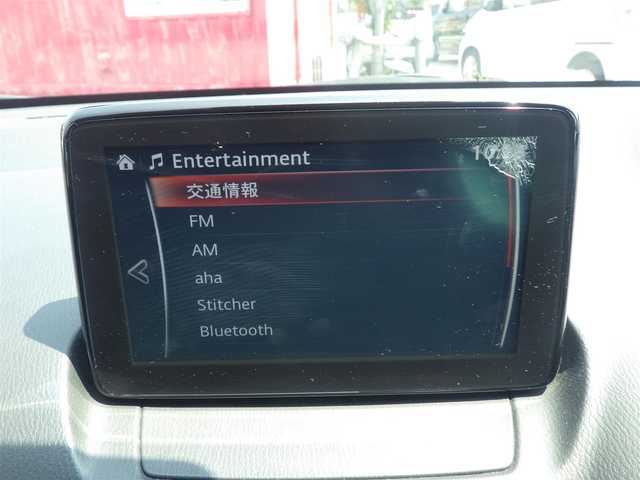 Entertainment
交通情報
FM
AM
aha
Stitcher
Bluetooth